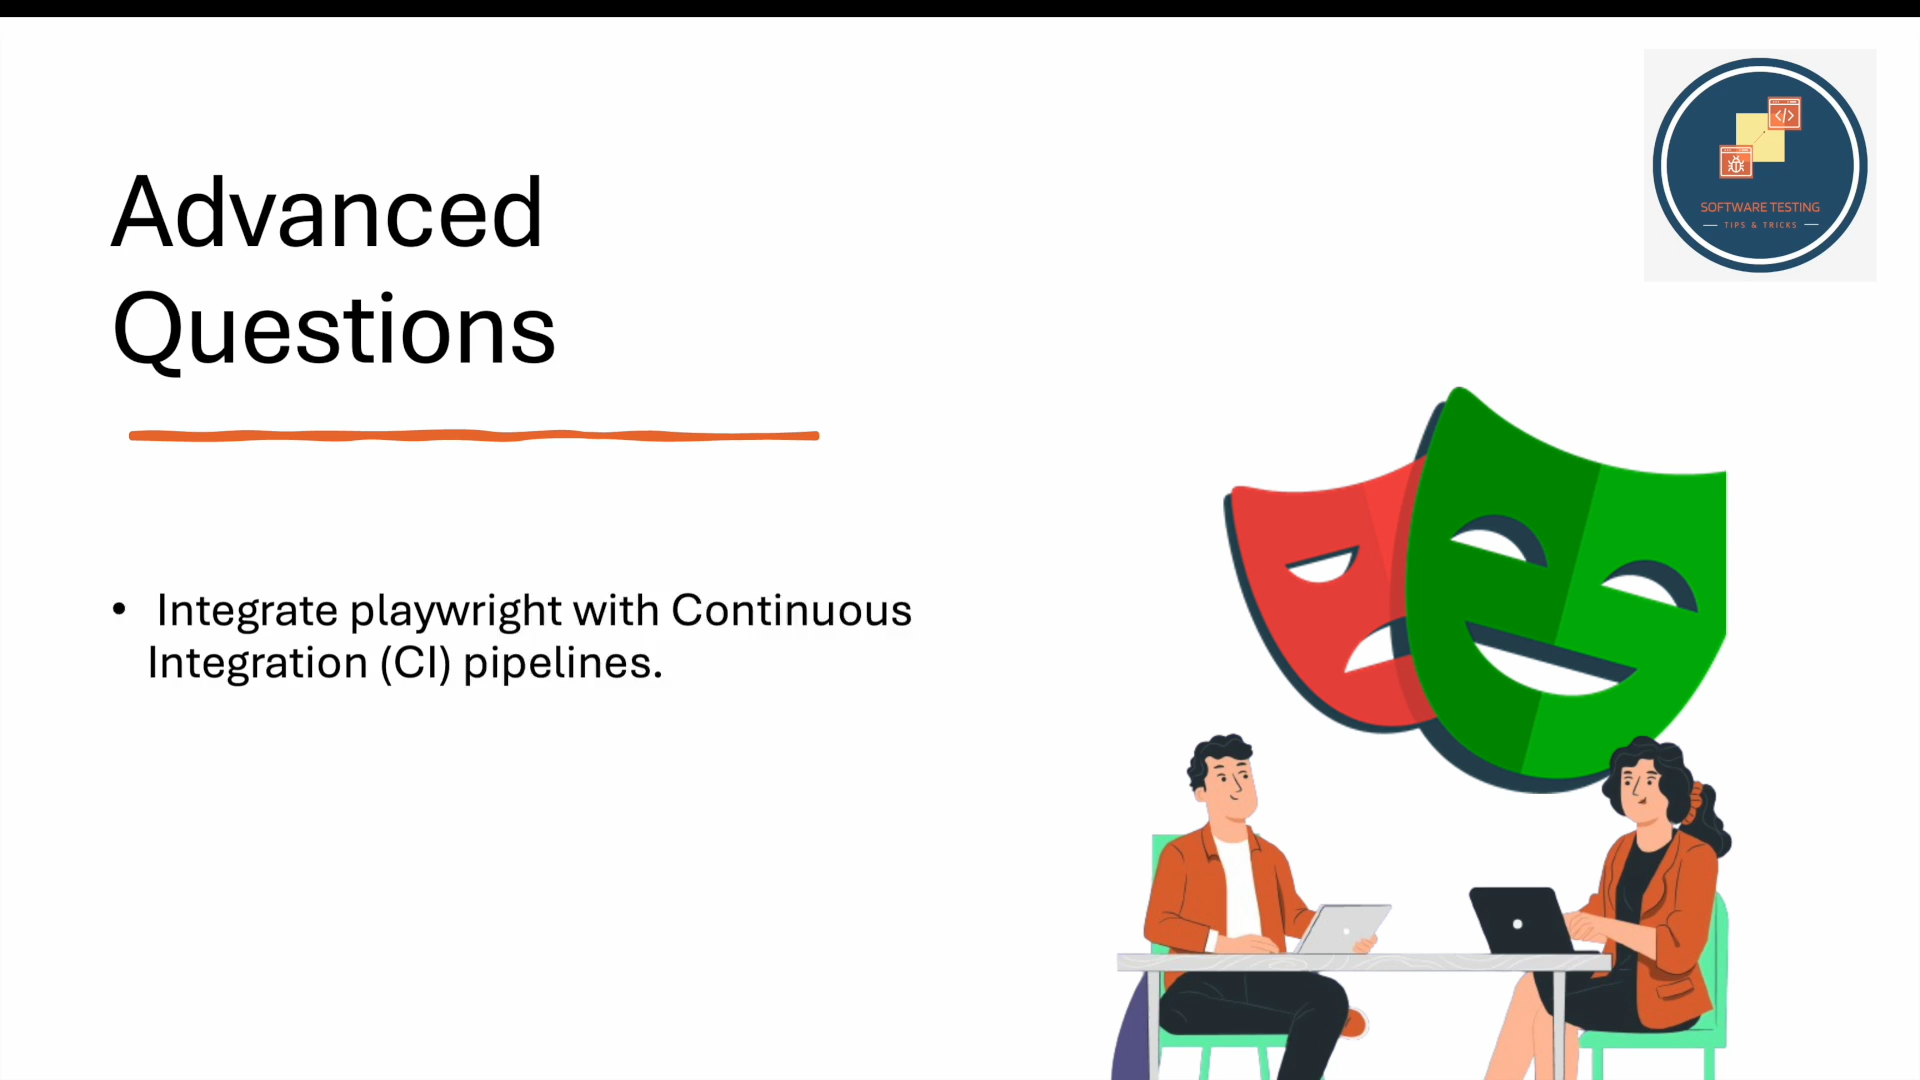 SOFTWARE TESTING
TIPS & TRICKS
Advanced
Questions
• Integrate playwright with Continuous
Integration (CI) pipelines.